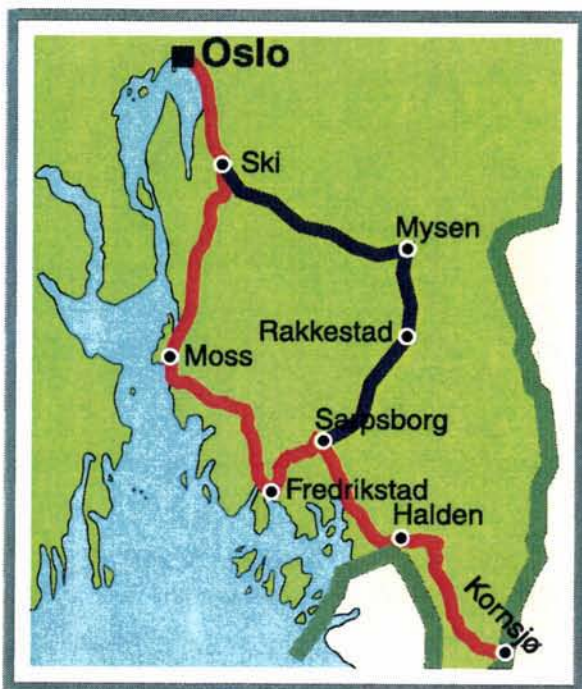 Oslo
Ski
Mysen
Rakkestad
Moss
Sarpsborg
Fredrikstad
Halden
Kornsjø